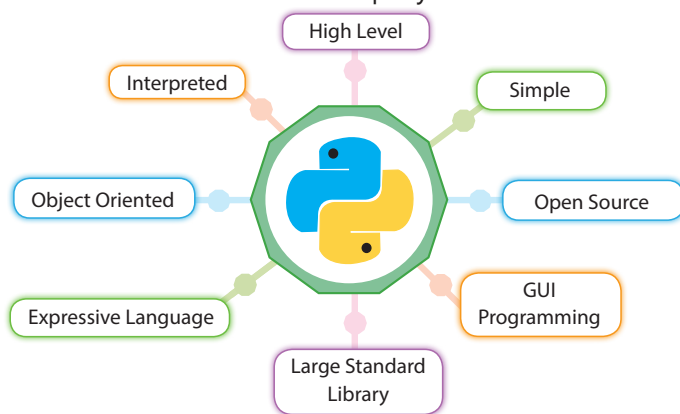 High Level
Interpreted
Simple
Object Oriented
Open Source
Expressive Language
GUI
Programming
Large Standard
Library